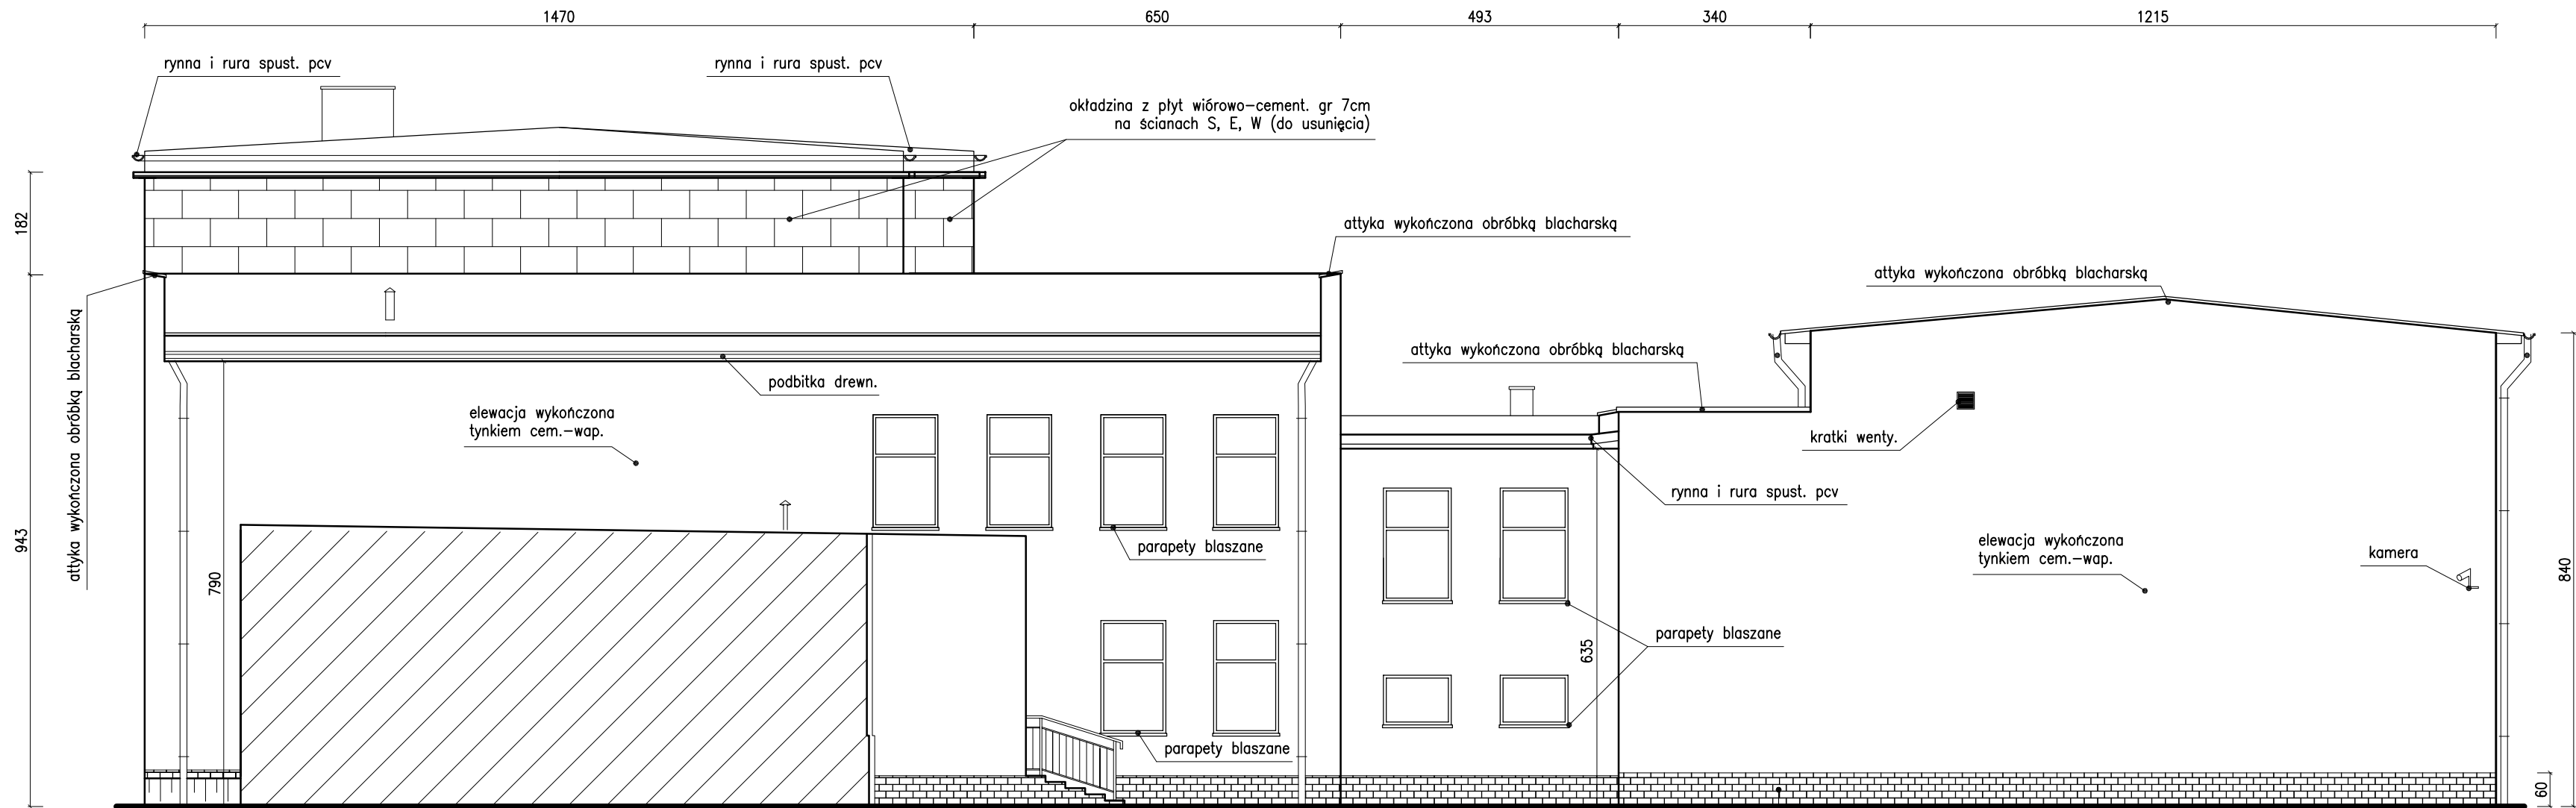 1470
650
493
340
1215
rynna i rura spust. pcv
rynna i rura spust. pcv
okładzina z płyt wiórowo-cement. gr 7cm
na ścianach S, E, W (do usunięcia)
182
attyka wykończona obróbką blacharską
attyka wykończona obróbką blacharską
attyka wykończona obróbką blacharską
attyka wykończona obróbką blacharską
podbitka drewn.
elewacja wykończona
tynkiem cem.-wap.
kratki wenty.
rynna i rura spust. pcv
943
790
parapety blaszane
elewacja wykończona
tynkiem cem.-wap.
kamera
840
635
parapety blaszane
parapety blaszane
60